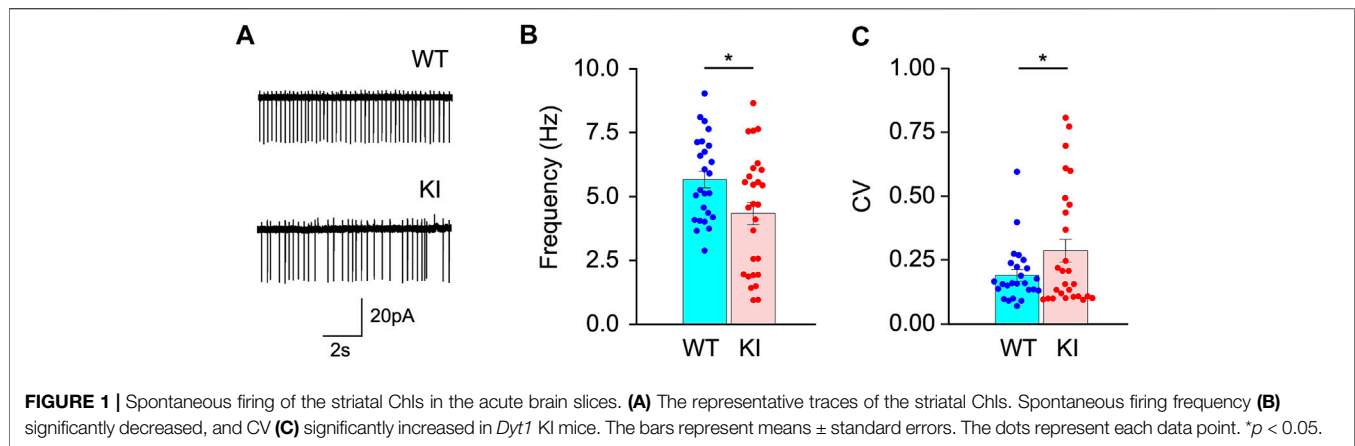 A
WT
KI
20pA
2s
B
*
10.0
7.5
5.0
2.5
0.0
Frequency (Hz)
WT KI
C
*
1.00
0.75
0.50
0.25
0.00
CV
WT KI
FIGURE 1 | Spontaneous firing of the striatal ChIs in the acute brain slices. (A) The representative traces of the striatal ChIs. Spontaneous firing frequency (B)
significantly decreased, and CV (C) significantly increased in Dyt1 KI mice. The bars represent means ± standard errors. The dots represent each data point. *p < 0.05.